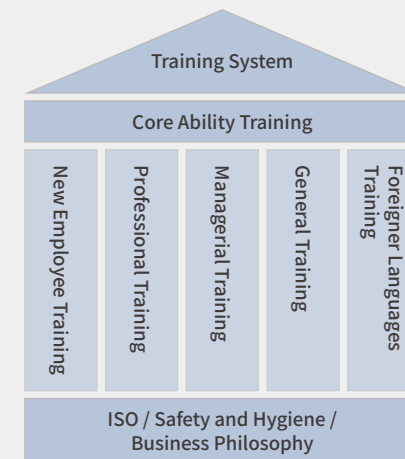 Training System
Core Ability Training
New Employee Training
Professional Training
Managerial Training
General Training
Foreigner Languages
Training
ISO / Safety and Hygiene /
Business Philosophy